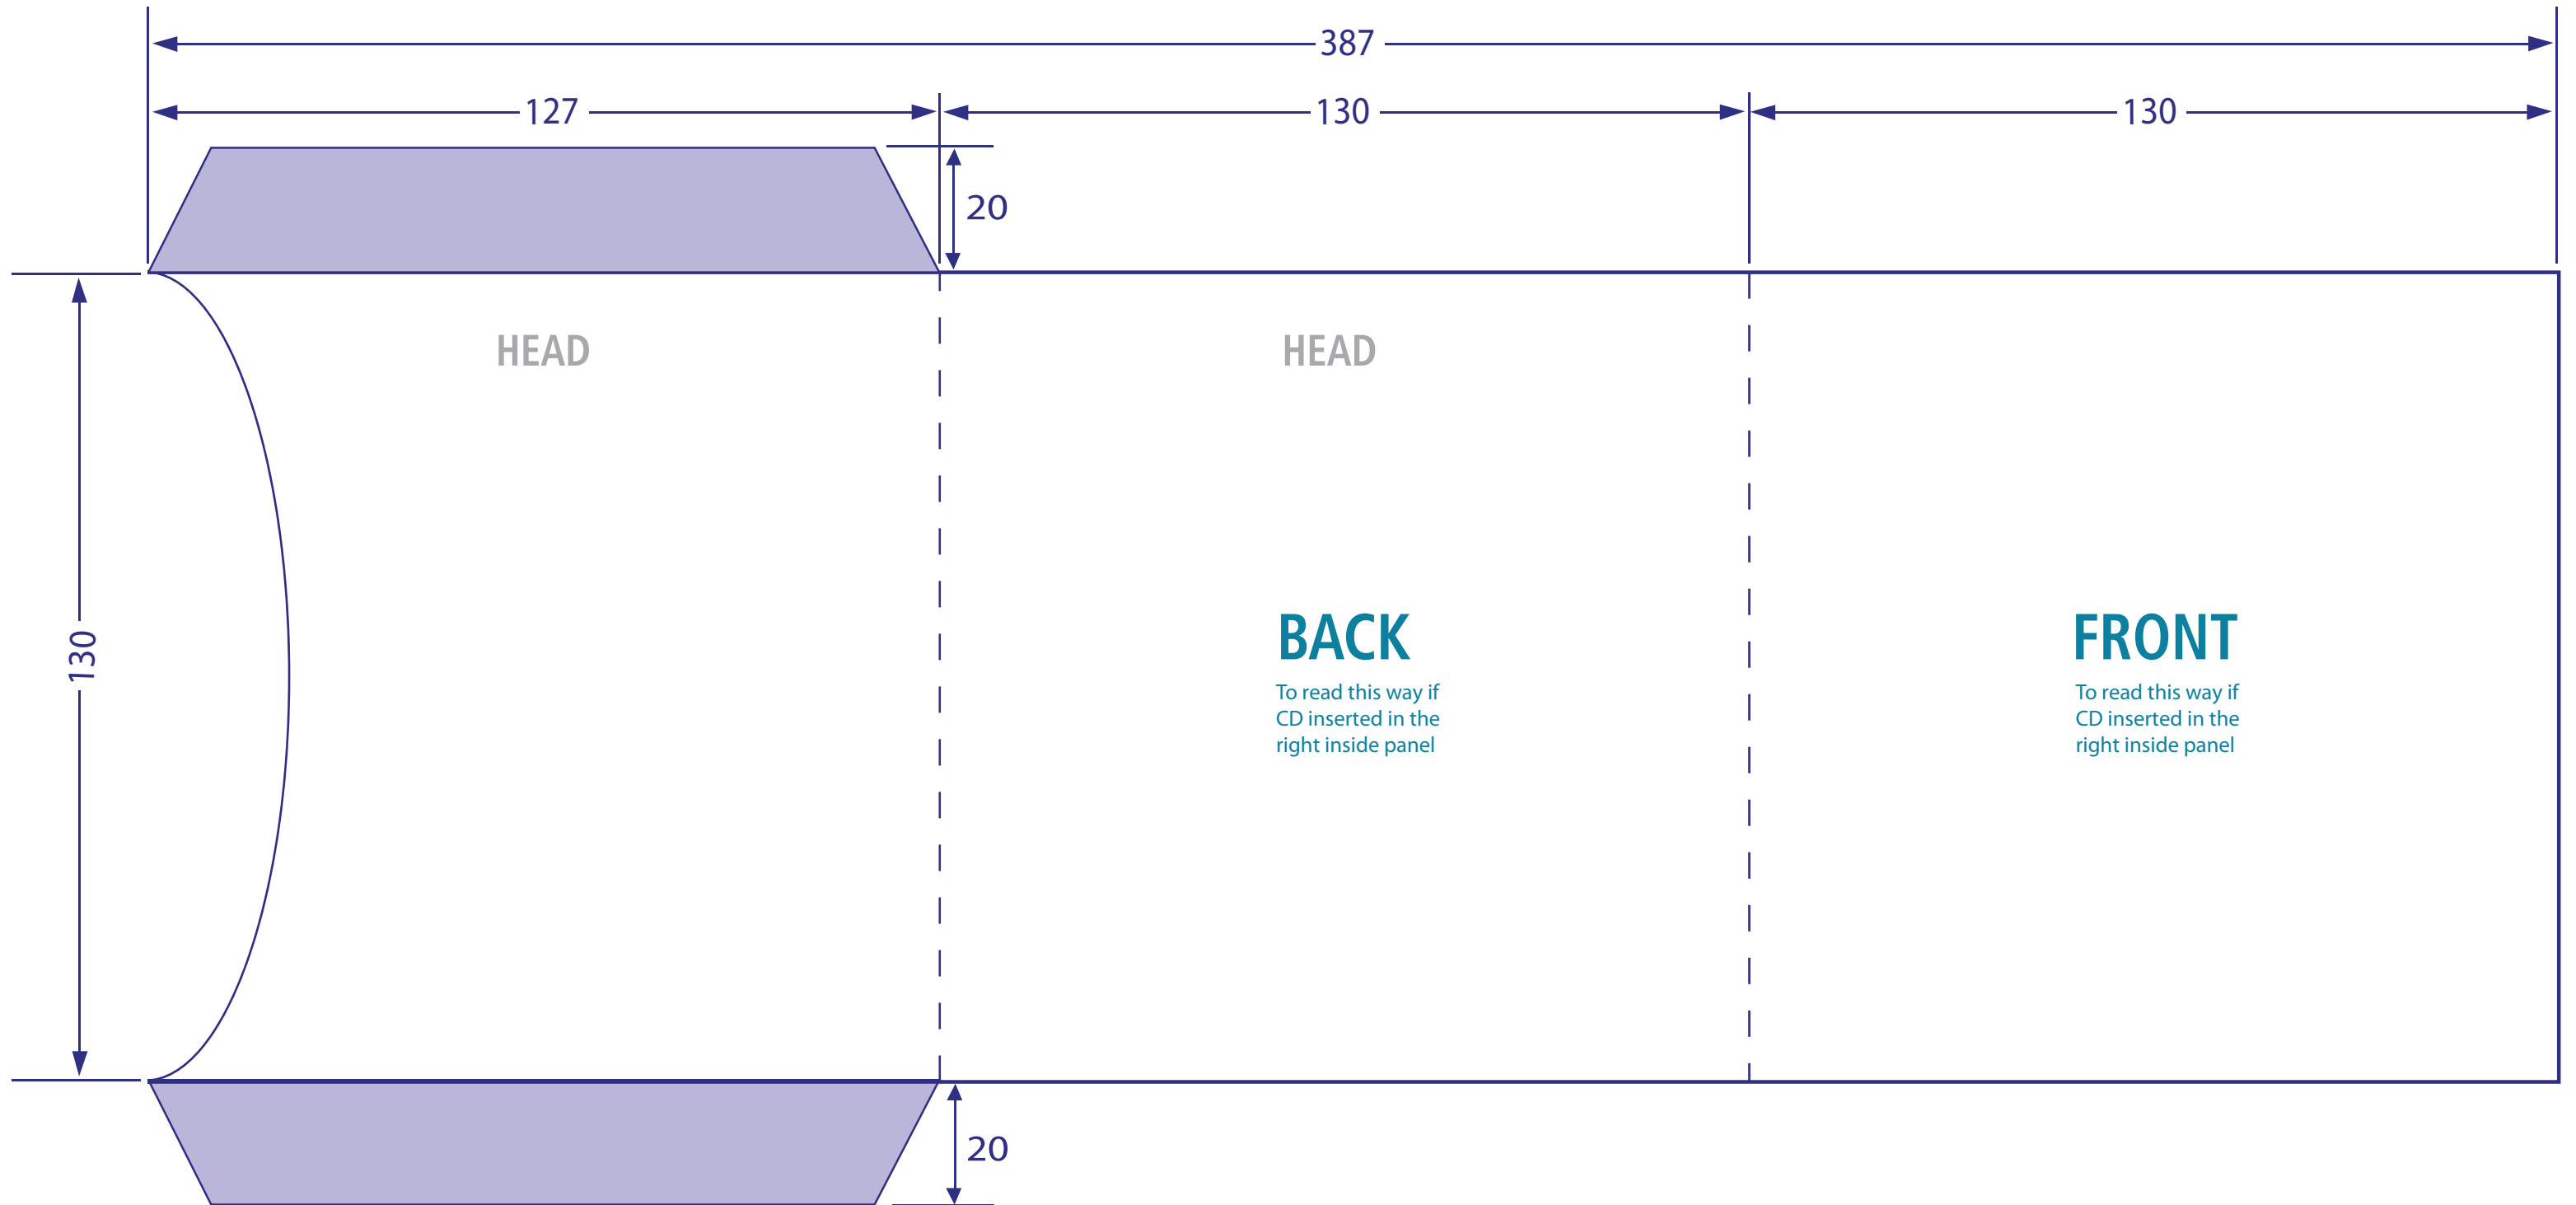 387
127
130
130
20
HEAD
HEAD
130
BACK
FRONT
To read this way if
CD inserted in the
right inside panel
To read this way if
CD inserted in the
right inside panel
20